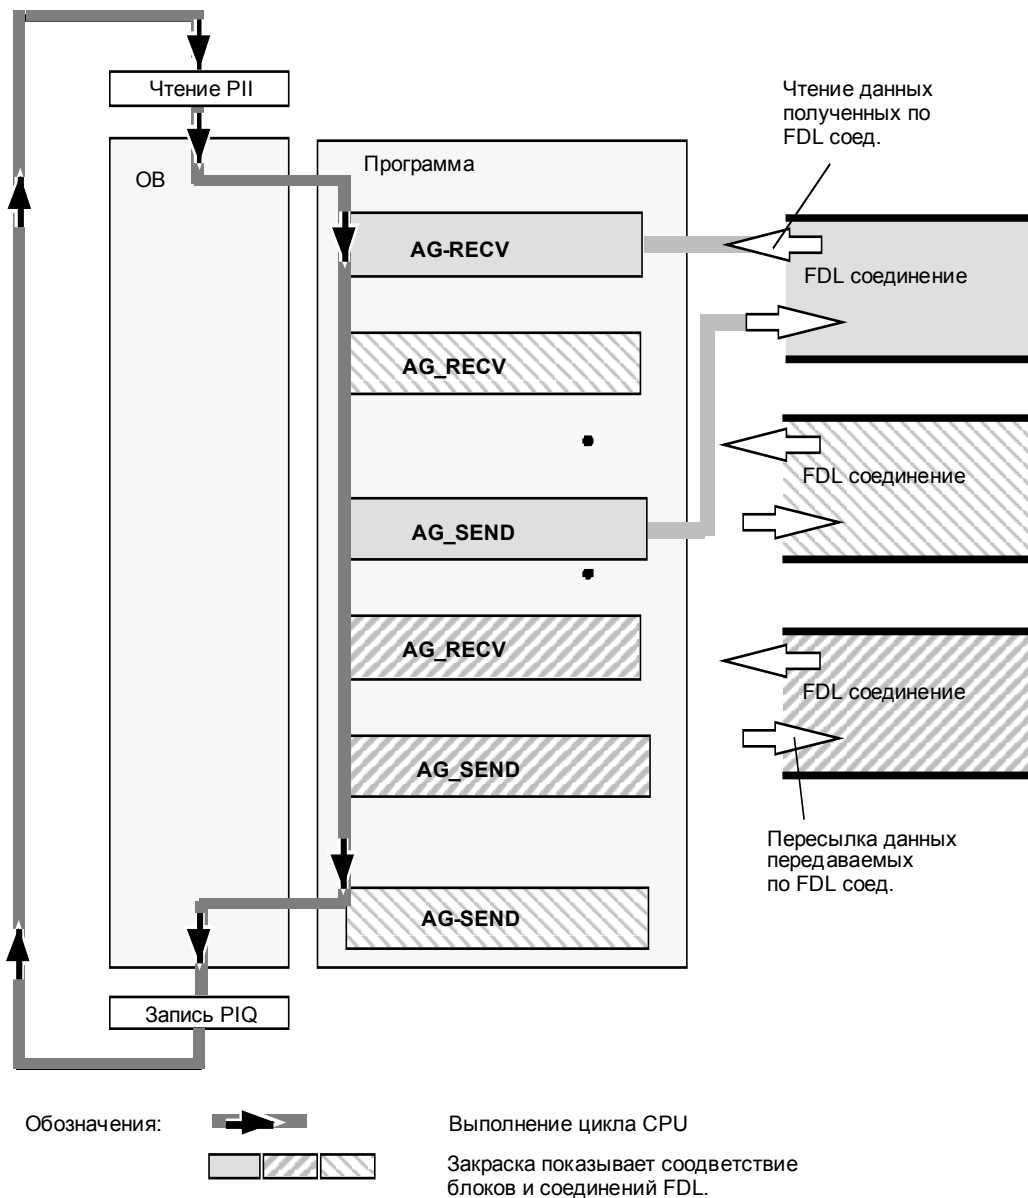 Чтение PII
Чтение данных
полученных по
FDL соед.
OB
Программа
AG-RECV
FDL соединение
AG_RECV
FDL соединение
AG_SEND
AG_RECV
FDL соединение
AG_SEND
Пересылка данных
передаваемых
по FDL соед.
AG-SEND
Запись PIQ
Обозначения:
Выполнение цикла CPU
Закраска показывает соодветствие
блоков и соединений FDL.